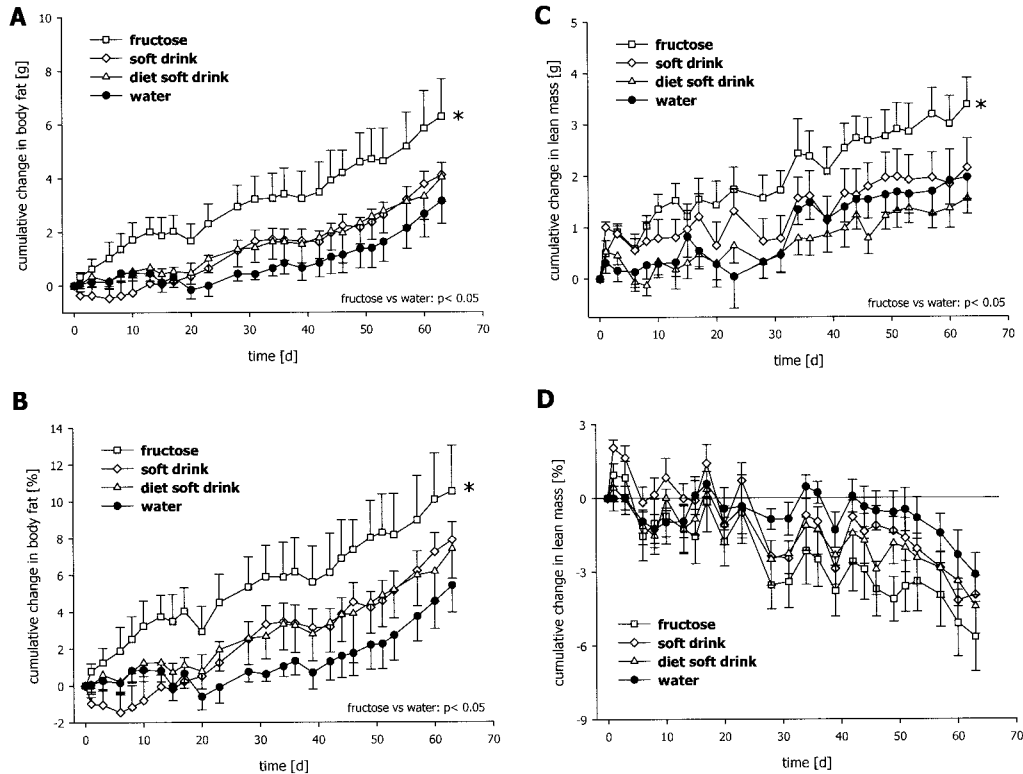 A
10
8
6
4
2
0
cumulative change in body fat [g]
fructose
soft drink
diet soft drink
water
*
fructose vs water: p< 0.05
0 10 20 30 40 50 60 70
time [d]
C
5
4
3
2
1
0
cumulative change in lean mass [g]
fructose
soft drink
diet soft drink
water
*
fructose vs water: p< 0.05
0 10 20 30 40 50 60 70
time [d]
B
14
12
10
8
6
4
2
0
-2
cumulative change in body fat [%]
fructose
soft drink
diet soft drink
water
*
fructose vs water: p< 0.05
0 10 20 30 40 50 60 70
time [d]
D
3
0
-3
-6
-9
cumulative change in lean mass [%]
fructose
soft drink
diet soft drink
water
0 10 20 30 40 50 60 70
time [d]